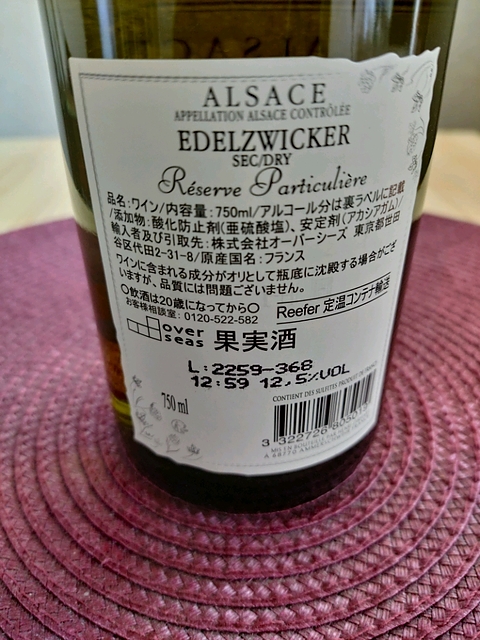 ALSACE
APPELLATION ALSACE CONTRÔLÉE
EDELZWICKER
SEC/DRY
Réserve Particulière
品名:ワイン/内容量:750ml/アルコール分は裏ラベルに記載
/添加物:酸化防止剤(亜硫酸塩)、安定剤(アカシアガム)/
輸入者及び引取先:株式会社オーバーシーズ 東京都世田
谷区代田2-31-8/原産国名:フランス
ワインに含まれる成分がオリとして瓶底に沈殿する場合がござ
いますが、品質には問題ございません。
〇飲酒は20歳になってから〇
お客様相談室:0120-522-582
Reefer 定温コンテナ輸送
over
seas 果実酒
L:2259-368
12:59 12,5%VOL
750 ml
CONTIENT DES SULFITES PRODUIT DE FRANCE
3 322726 80501
MIS EN BOUTEILLE PAR